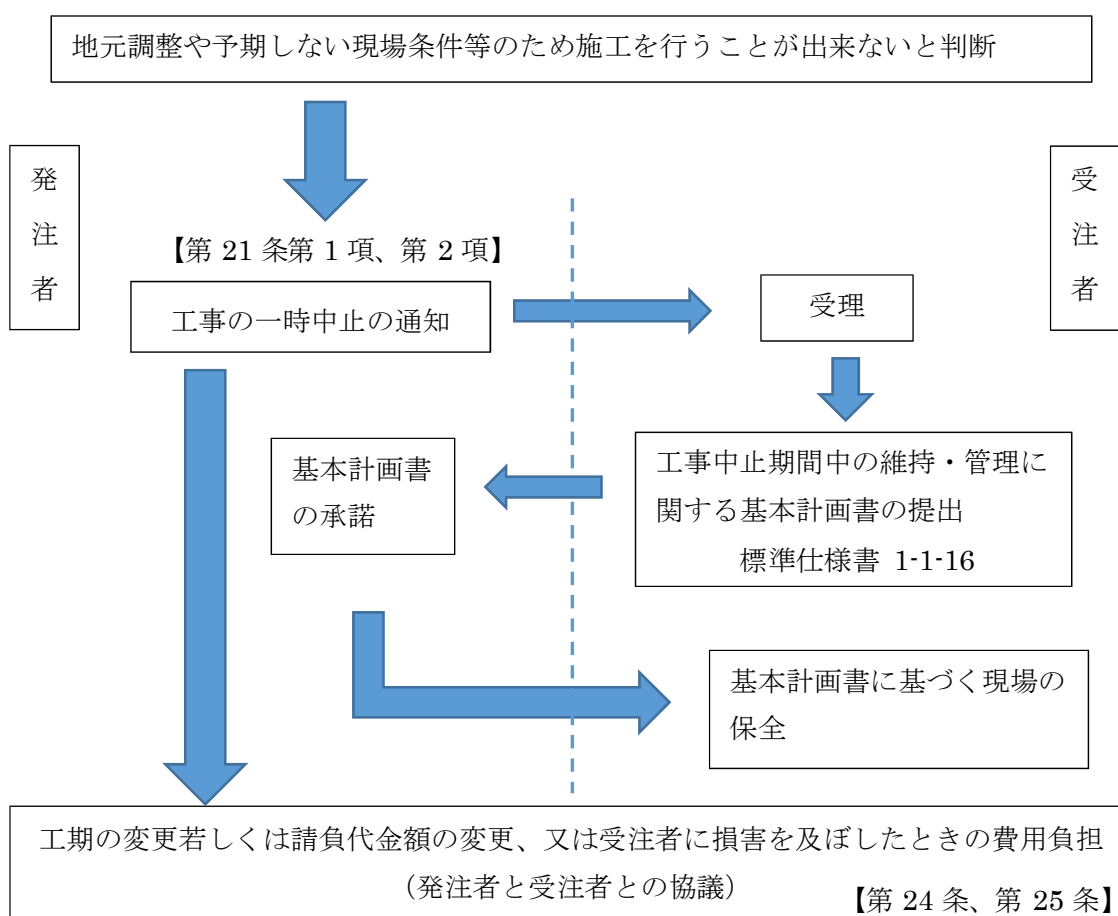 地元調整や予期しない現場条件等のため施工を行うことが出来ないと判断
発注者
受注者
【第 21 条第 1 項、第 2 項】
工事の一時中止の通知
受理
基本計画書
の承諾
工事中止期間中の維持・管理に
関する基本計画書の提出
標準仕様書 1-1-16
基本計画書に基づく現場の
保全
工期の変更若しくは請負代金額の変更、又は受注者に損害を及ぼしたときの費用負担
（発注者と受注者との協議）
【第 24 条、第 25 条】